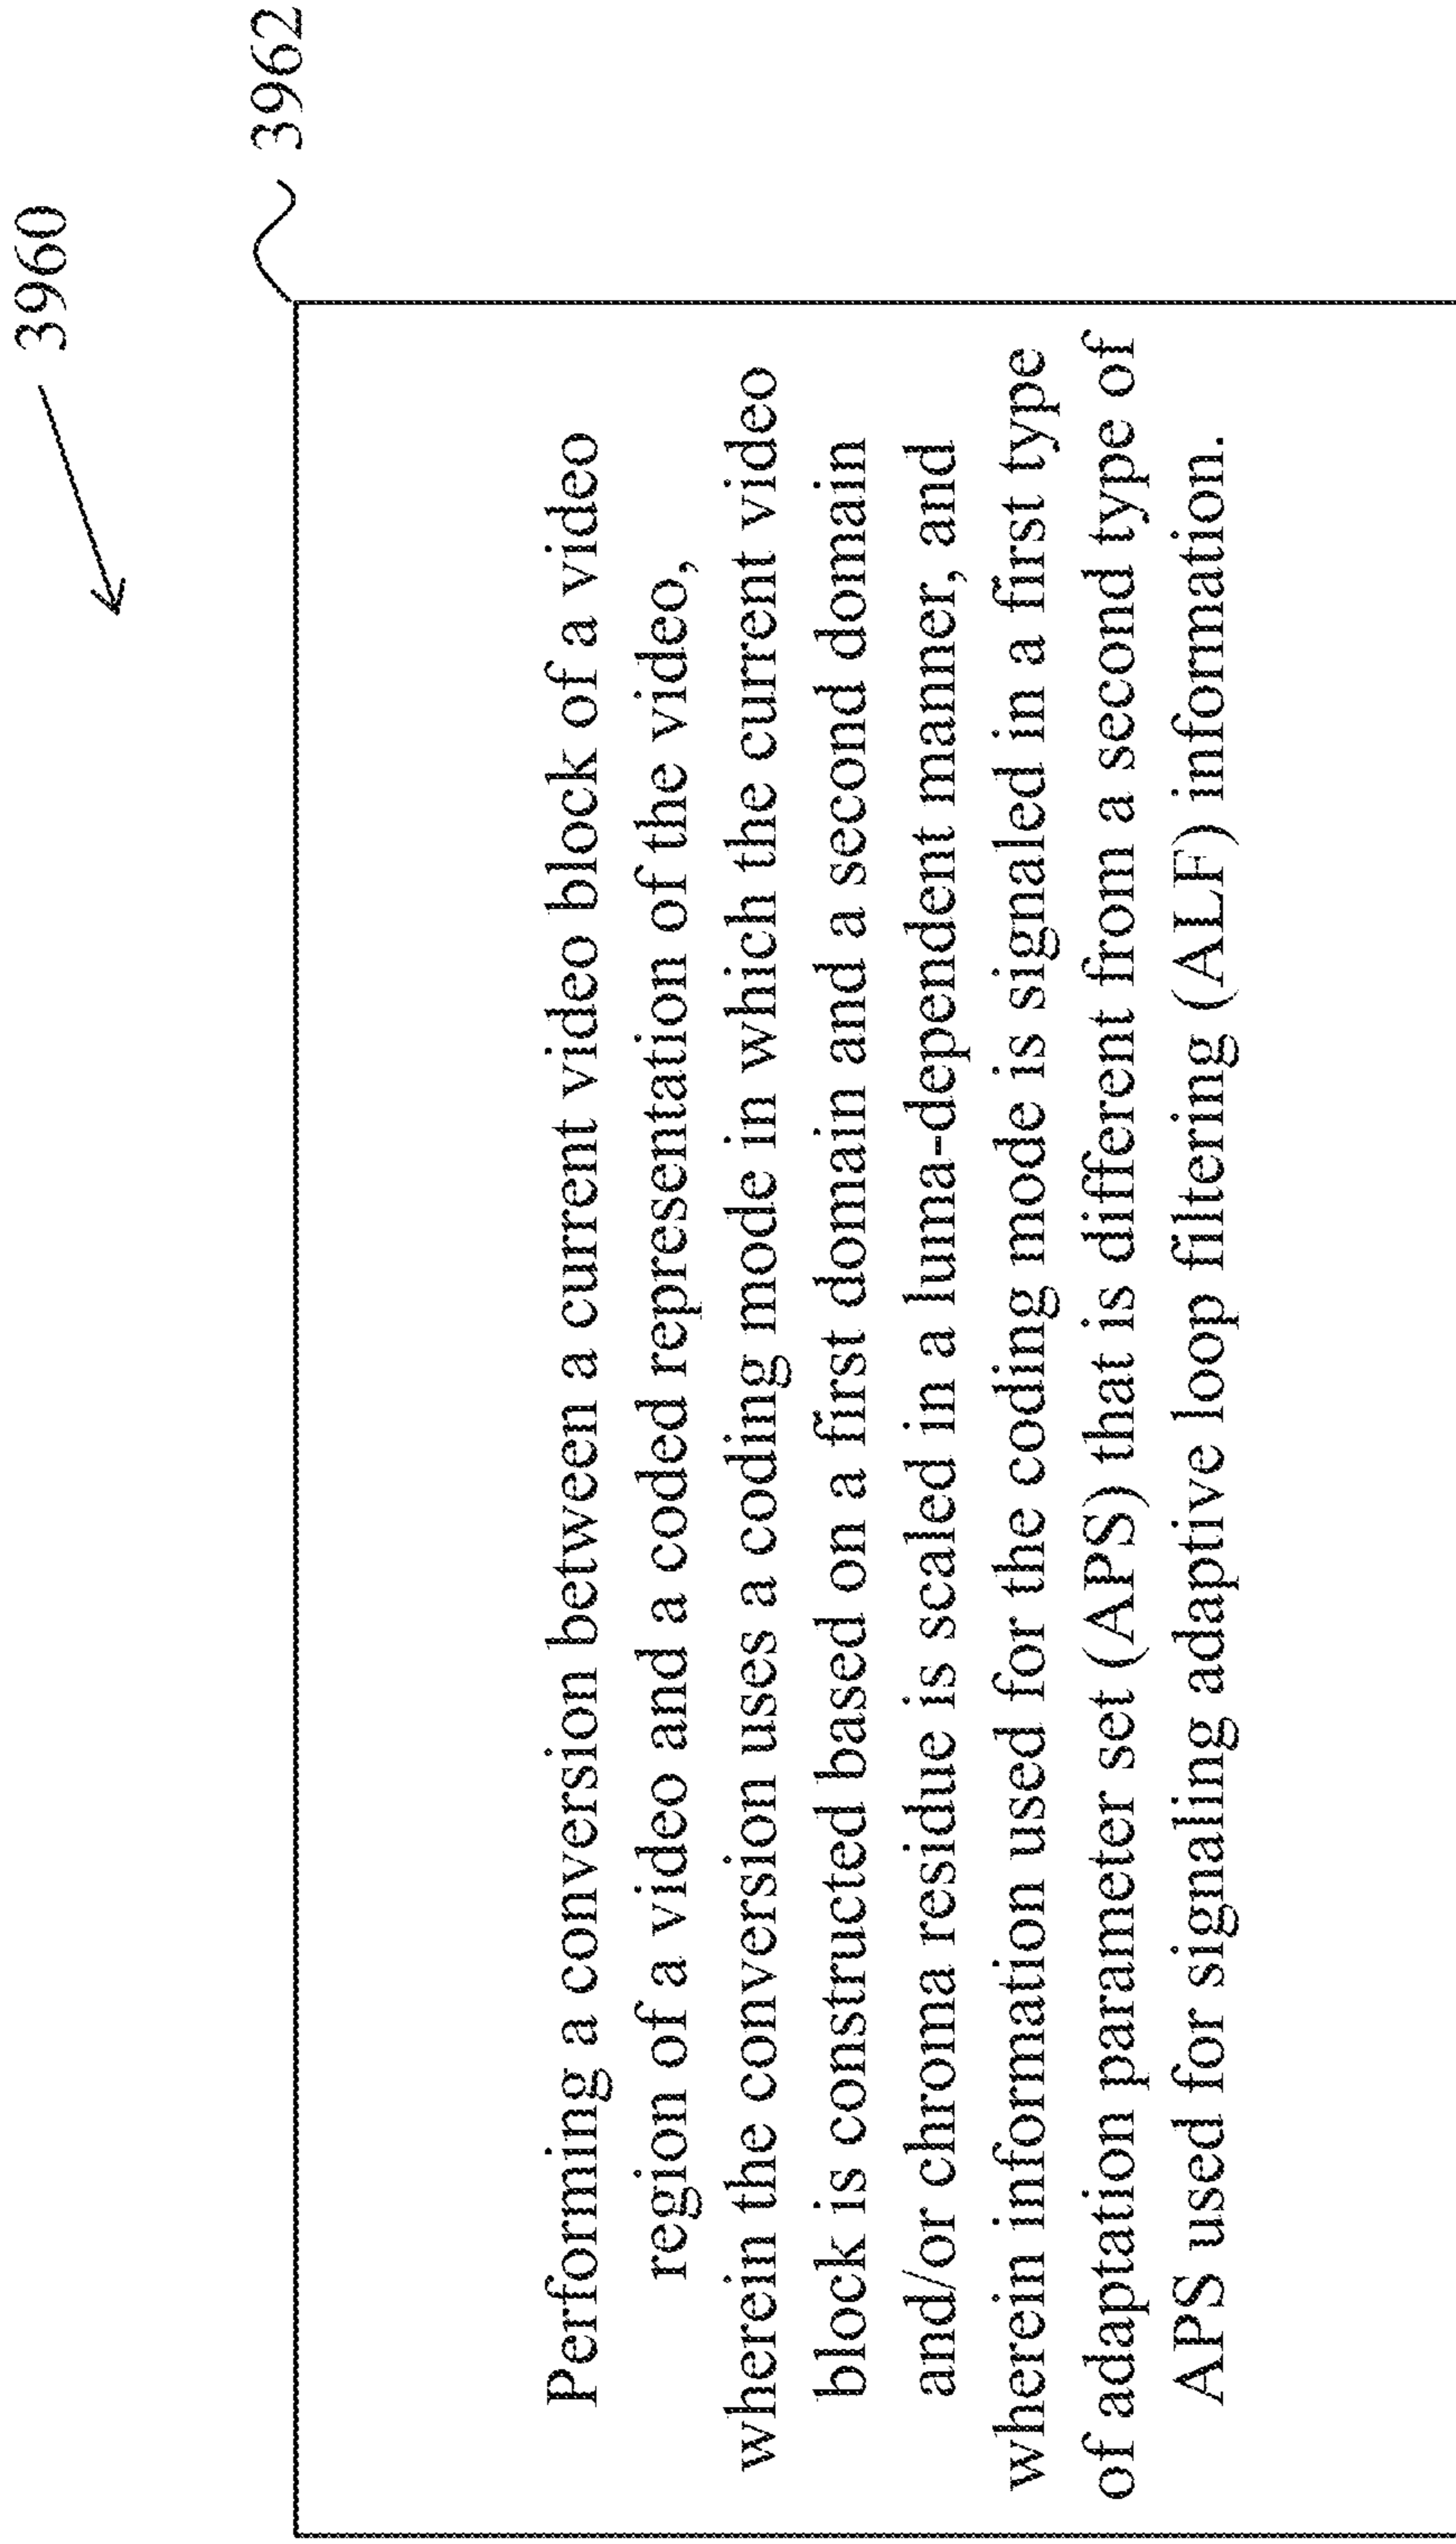 3960
3962
Performing a conversion between a current video block of a video
region of a video and a coded representation of the video,
wherein the conversion uses a coding mode in which the current video
block is constructed based on a first domain and a second domain
and/or chroma residue is scaled in a luma-dependent manner, and
wherein information used for the coding mode is signaled in a first type
of adaptation parameter set (APS) that is different from a second type of
APS used for signaling adaptive loop filtering (ALF) information.